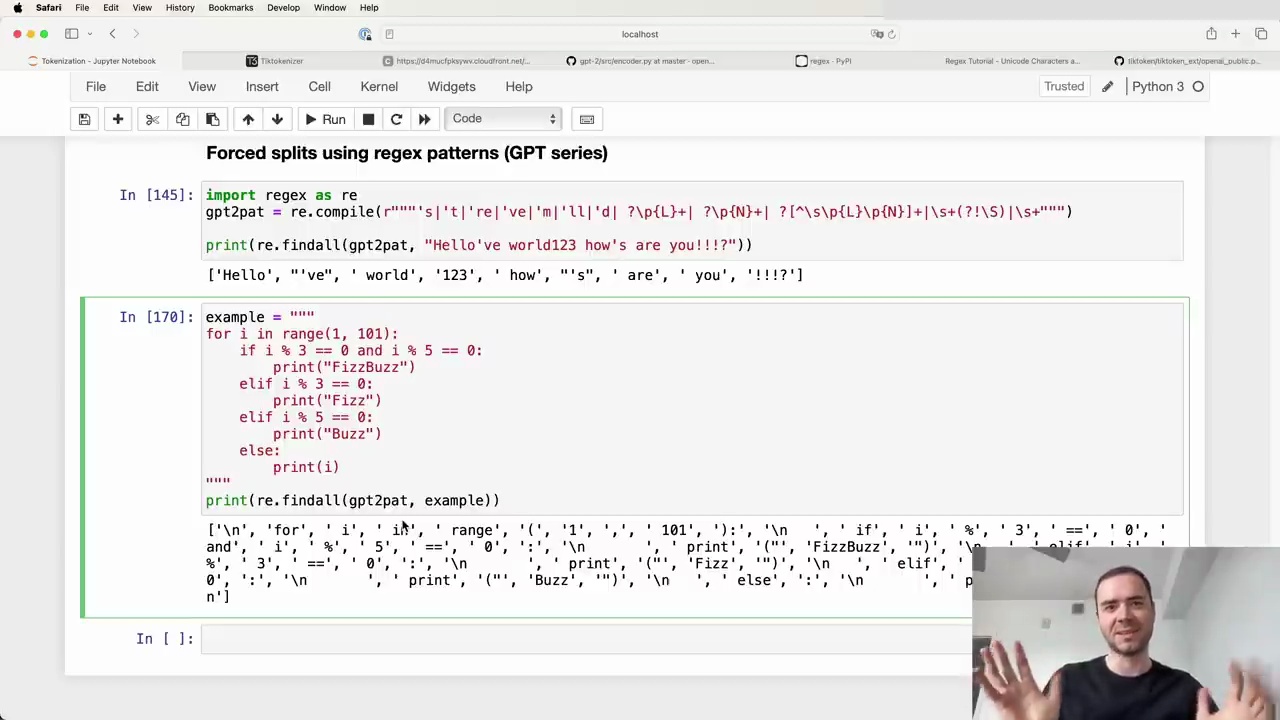 Safari File Edit View History Bookmarks Develop Window Help
localhost
Tokenization - Jupyter Notebook
Tiktokenizer
https://d4mucfpksywv.cloudfront.net/...
gpt-2/src/encoder.py at master · open...
regex · PyPI
Regex Tutorial - Unicode Characters a...
tiktoken/tiktoken_ext/openai_public.p...
File Edit View Insert Cell Kernel Widgets Help
Trusted
Python 3
Run
Code
Forced splits using regex patterns (GPT series)
In [145]:
import regex as re
gpt2pat = re.compile(r"""'s|'t|'re|'ve|'m|'ll|'d| ?\p{L}+| ?\p{N}+| ?[^\s\p{L}\p{N}]+|\s+(?!\S)|\s+""")
print(re.findall(gpt2pat, "Hello've world123 how's are you!!!?"))
['Hello', "'ve", ' world', '123', ' how', "'s", ' are', ' you', '!!!?']
In [170]:
example = """
for i in range(1, 101):
    if i % 3 == 0 and i % 5 == 0:
        print("FizzBuzz")
    elif i % 3 == 0:
        print("Fizz")
    elif i % 5 == 0:
        print("Buzz")
    else:
        print(i)
"""
print(re.findall(gpt2pat, example))
['\n', 'for', ' i', ' in', ' range', '(', '1', ',', ' 101', '):', '\n   ', ' if', ' i', ' %', ' 3', ' ==', ' 0', '
and', ' i', ' %', ' 5', ' ==', ' 0', ':', '\n       ', ' print', '("', 'FizzBuzz', '")', '\n   ', ' elif', ' i', '
%', ' 3', ' ==', ' 0', ':', '\n       ', ' print', '("', 'Fizz', '")', '\n   ', ' elif', '
0', ':', '\n       ', ' print', '("', 'Buzz', '")', '\n   ', ' else', ':', '\n       ', '
n']
In [ ]: